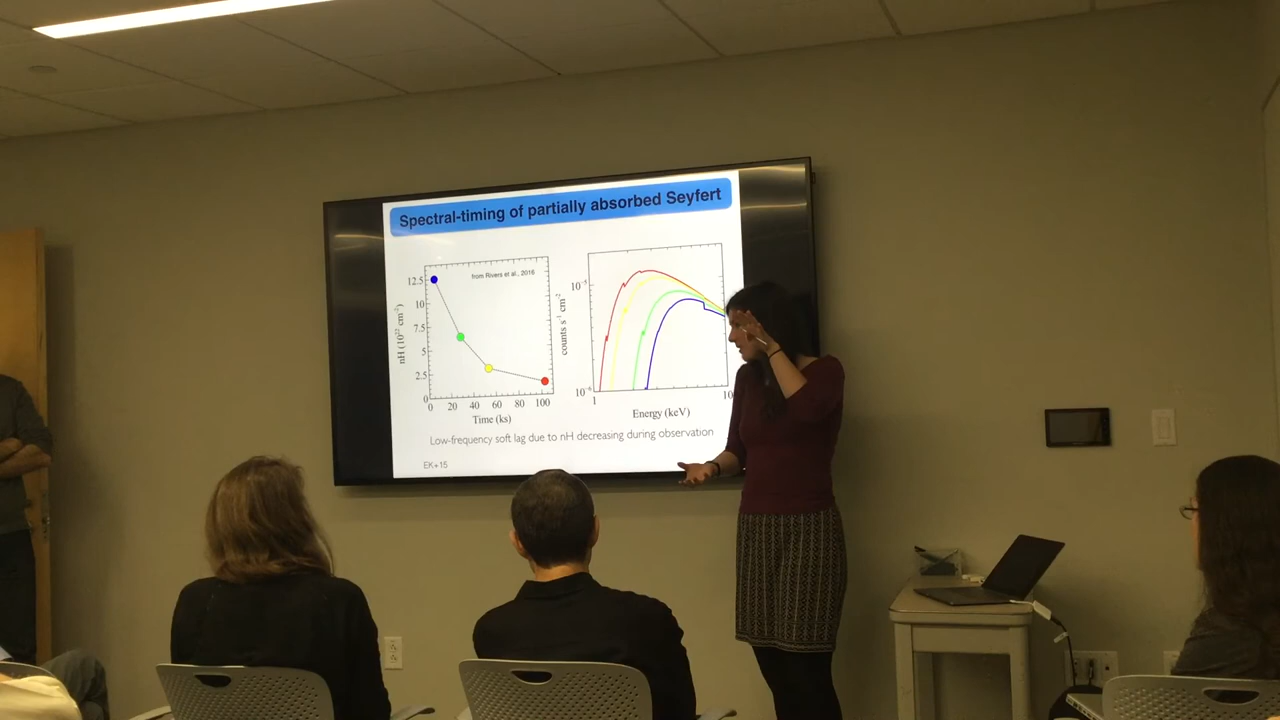 Spectral-timing of partially absorbed Seyfert
from Rivers et al., 2016
12.5
10
7.5
5
2.5
0
nH (10²² cm⁻²)
0 20 40 60 80 100
Time (ks)
10⁻⁵
10⁻⁶
counts s⁻¹ cm⁻²
1 10
Energy (keV)
Low-frequency soft lag due to nH decreasing during observation
EK+15